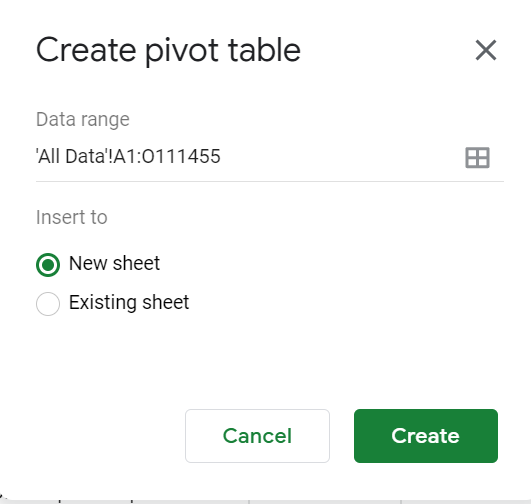 Create pivot table
Data range
'All Data'!A1:O111455
Insert to
New sheet
Existing sheet
Cancel
Create